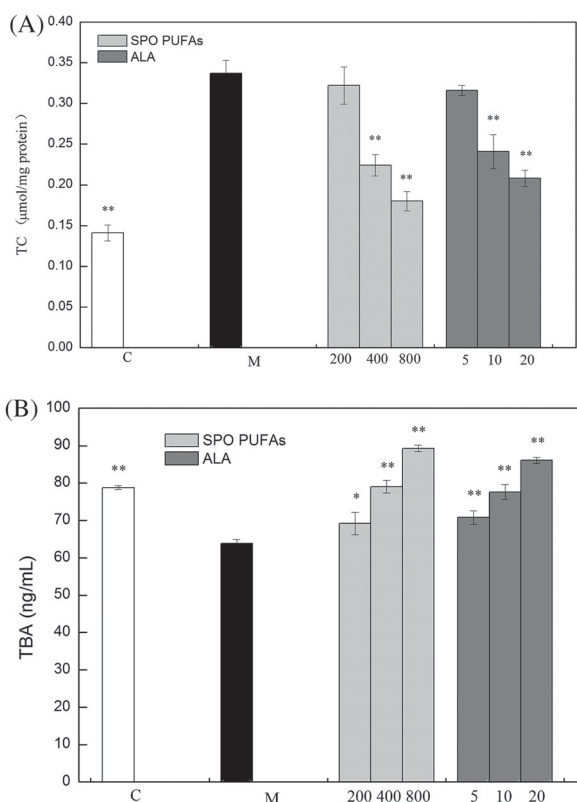 (A)
0.40
0.35
0.30
0.25
0.20
0.15
0.10
0.05
0.00
TC (μmol/mg protein)
SPO PUFAs
ALA
**
**
**
**
**
C
M
200 400 800
5 10 20
(B)
100
90
80
70
60
50
40
30
20
10
0
TBA (ng/mL)
SPO PUFAs
ALA
**
*
**
**
**
**
**
C
M
200 400 800
5 10 20